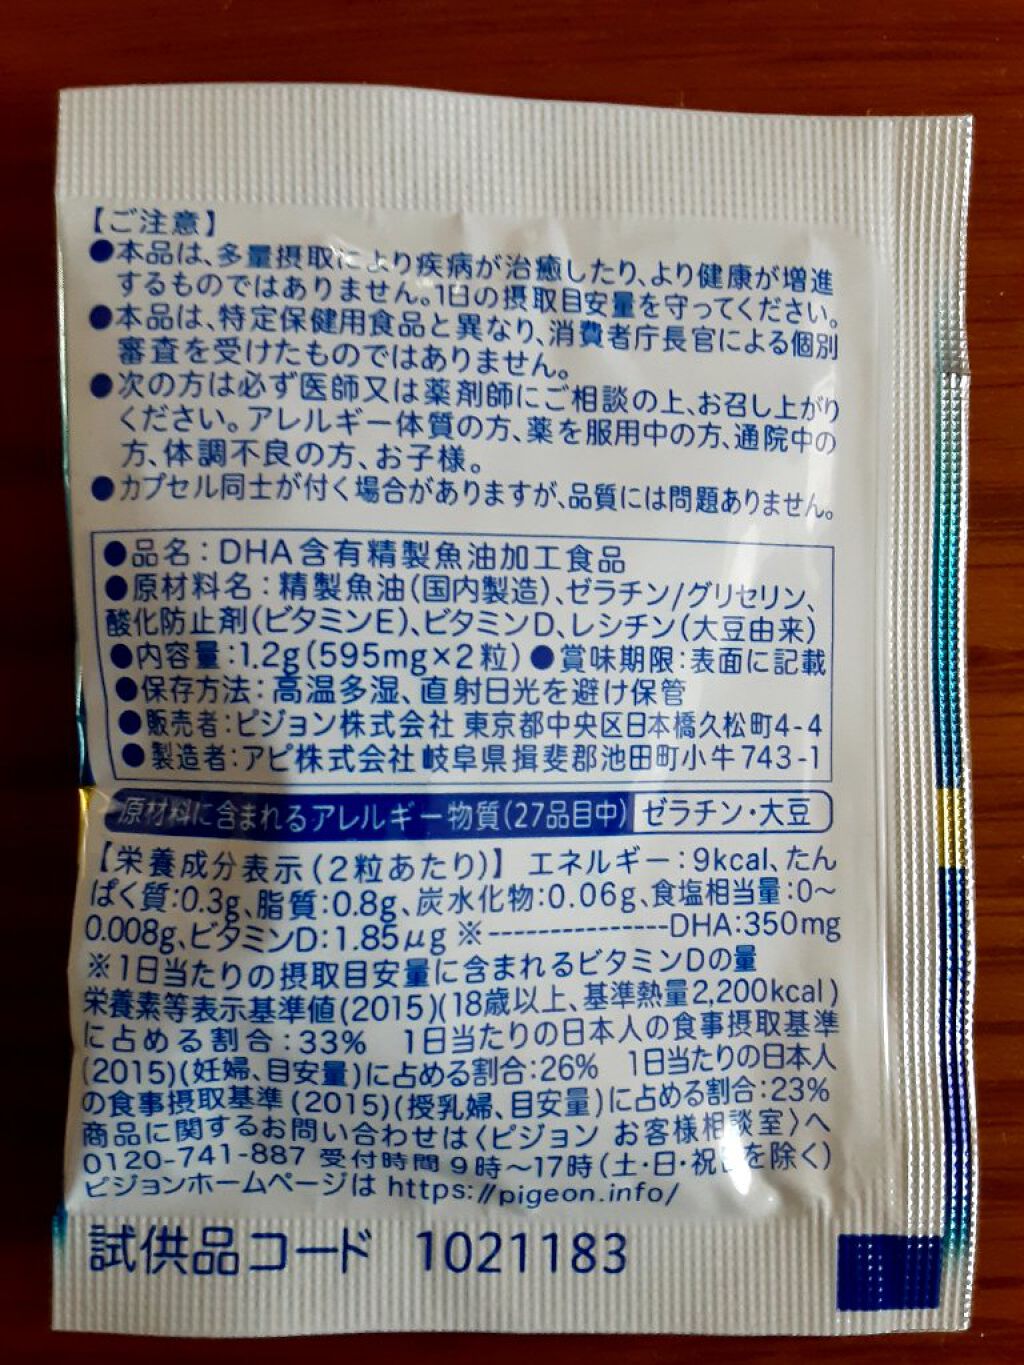 【ご注意】
●本品は、多量摂取により疾病が治癒したり、より健康が増進
するものではありません。1日の摂取目安量を守ってください。
●本品は、特定保健用食品と異なり、消費者庁長官による個別
審査を受けたものではありません。
●次の方は必ず医師又は薬剤師にご相談の上、お召し上がり
ください。アレルギー体質の方、薬を服用中の方、通院中の
方、体調不良の方、お子様。
●カプセル同士が付く場合がありますが、品質には問題ありません。
●品名：DHA含有精製魚油加工食品
●原材料名：精製魚油(国内製造)、ゼラチン/グリセリン、
酸化防止剤(ビタミンE)、ビタミンD、レシチン(大豆由来)
●内容量：1.2g(595mg×2粒) ●賞味期限：表面に記載
●保存方法：高温多湿、直射日光を避け保管
●販売者：ピジョン株式会社 東京都中央区日本橋久松町4-4
●製造者：アピ株式会社 岐阜県揖斐郡池田町小牛743-1
原材料に含まれるアレルギー物質(27品目中) ゼラチン・大豆
【栄養成分表示(2粒あたり)】 エネルギー：9kcal、たん
ぱく質：0.3g、脂質：0.8g、炭水化物：0.06g、食塩相当量：0〜
0.008g、ビタミンD：1.85μg ※---------------DHA：350mg
※1日当たりの摂取目安量に含まれるビタミンDの量
栄養素等表示基準値(2015)(18歳以上、基準熱量2,200kcal)
に占める割合：33% 1日当たりの日本人の食事摂取基準
(2015)(妊婦、目安量)に占める割合：26% 1日当たりの日本人
の食事摂取基準(2015)(授乳婦、目安量)に占める割合：23%
商品に関するお問い合わせは〈ピジョン お客様相談室〉へ
0120-741-887 受付時間 9時〜17時(土・日・祝日を除く)
ピジョンホームページは https://pigeon.info/
試供品コード 1021183